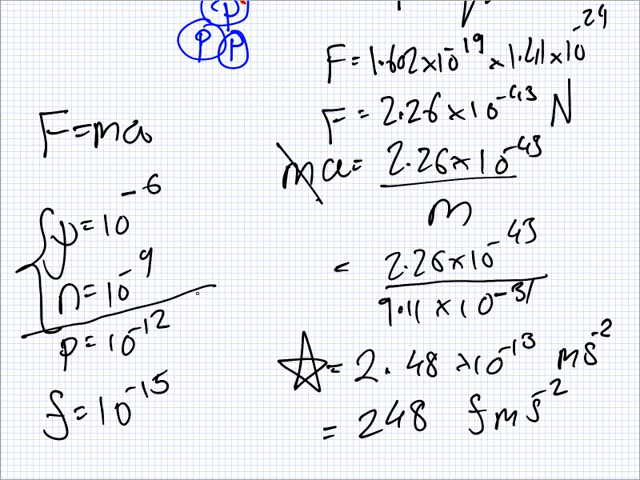 p
p p
F=ma
μ=10^-6
n=10^-9
p=10^-12
f=10^-15
F=1.602×10^-19×1.41×10^-24
F=2.26×10^-43 N
ma=2.26×10^-43
m
=2.26×10^-43
9.11×10^-31
=2.48×10^-13 ms^-2
=248 fms^-2